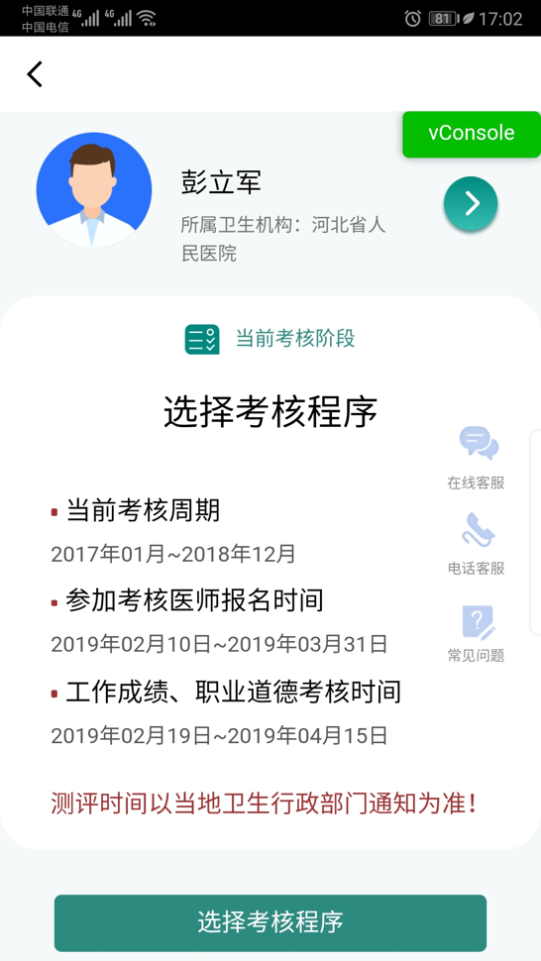 中国联通 4G 4G 81 17:02
中国电信
vConsole
彭立军
所属卫生机构：河北省人
民医院
当前考核阶段
选择考核程序
在线客服
电话客服
常见问题
当前考核周期
2017年01月~2018年12月
参加考核医师报名时间
2019年02月10日~2019年03月31日
工作成绩、职业道德考核时间
2019年02月19日~2019年04月15日
测评时间以当地卫生行政部门通知为准！
选择考核程序